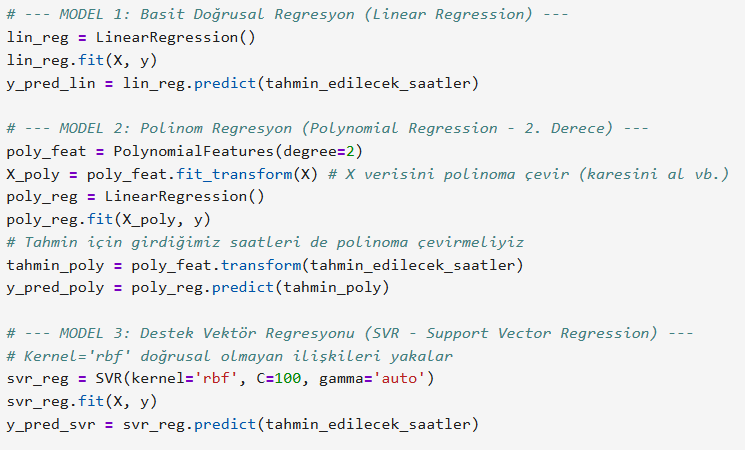 # --- MODEL 1: Basit Doğrusal Regresyon (Linear Regression) ---
lin_reg = LinearRegression()
lin_reg.fit(X, y)
y_pred_lin = lin_reg.predict(tahmin_edilecek_saatler)

# --- MODEL 2: Polinom Regresyon (Polynomial Regression - 2. Derece) ---
poly_feat = PolynomialFeatures(degree=2)
X_poly = poly_feat.fit_transform(X) # X verisini polinoma çevir (karesini al vb.)
poly_reg = LinearRegression()
poly_reg.fit(X_poly, y)
# Tahmin için girdiğimiz saatleri de polinoma çevirmeliyiz
tahmin_poly = poly_feat.transform(tahmin_edilecek_saatler)
y_pred_poly = poly_reg.predict(tahmin_poly)

# --- MODEL 3: Destek Vektör Regresyonu (SVR - Support Vector Regression) ---
# Kernel='rbf' doğrusal olmayan ilişkileri yakalar
svr_reg = SVR(kernel='rbf', C=100, gamma='auto')
svr_reg.fit(X, y)
y_pred_svr = svr_reg.predict(tahmin_edilecek_saatler)